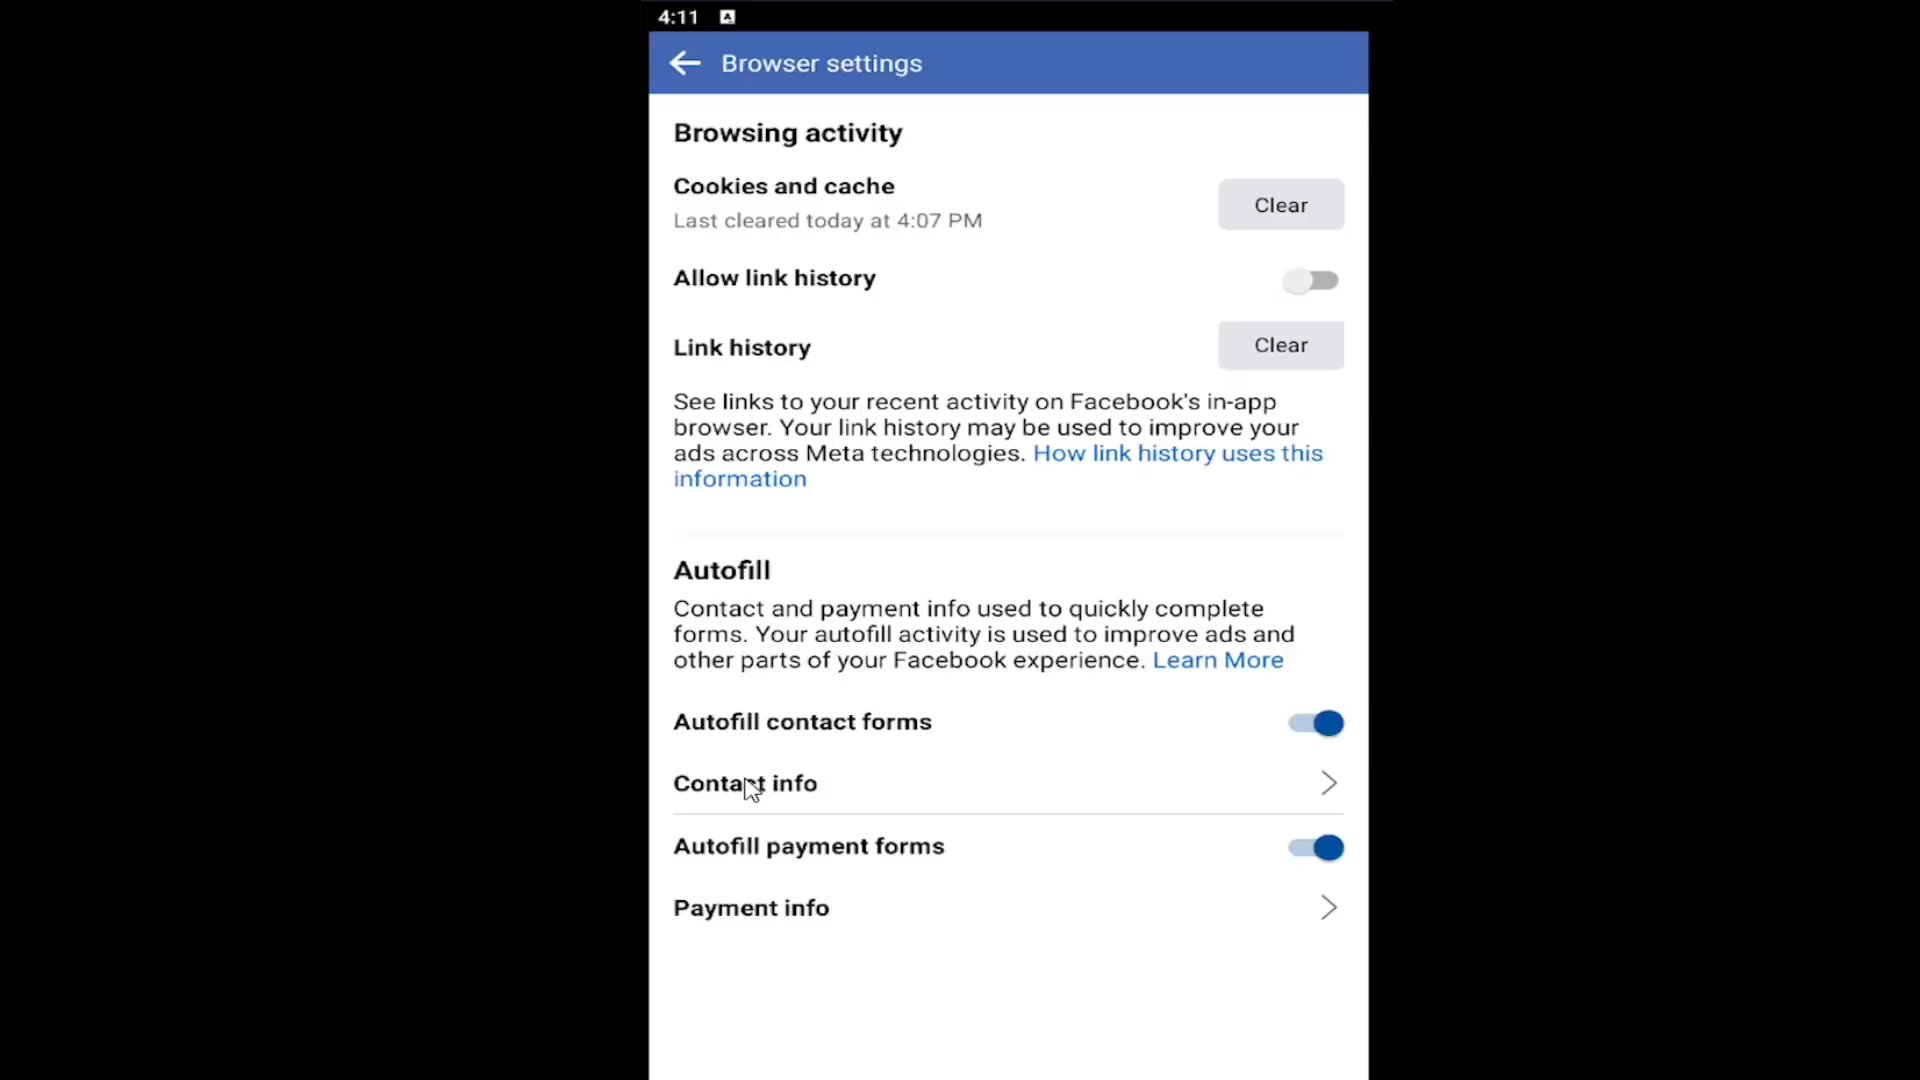 4:11 A
Browser settings
Browsing activity
Cookies and cache
Last cleared today at 4:07 PM
Clear
Allow link history
Link history
Clear
See links to your recent activity on Facebook's in-app
browser. Your link history may be used to improve your
ads across Meta technologies. How link history uses this
information
Autofill
Contact and payment info used to quickly complete
forms. Your autofill activity is used to improve ads and
other parts of your Facebook experience. Learn More
Autofill contact forms
Contact info
Autofill payment forms
Payment info